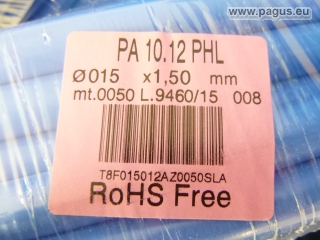 www.pagus.eu
PA 10.12 PHL
Ø015 x1,50 mm
mt.0050 L.9460/15 008
T8F015012AZ0050SLA
RoHS Free